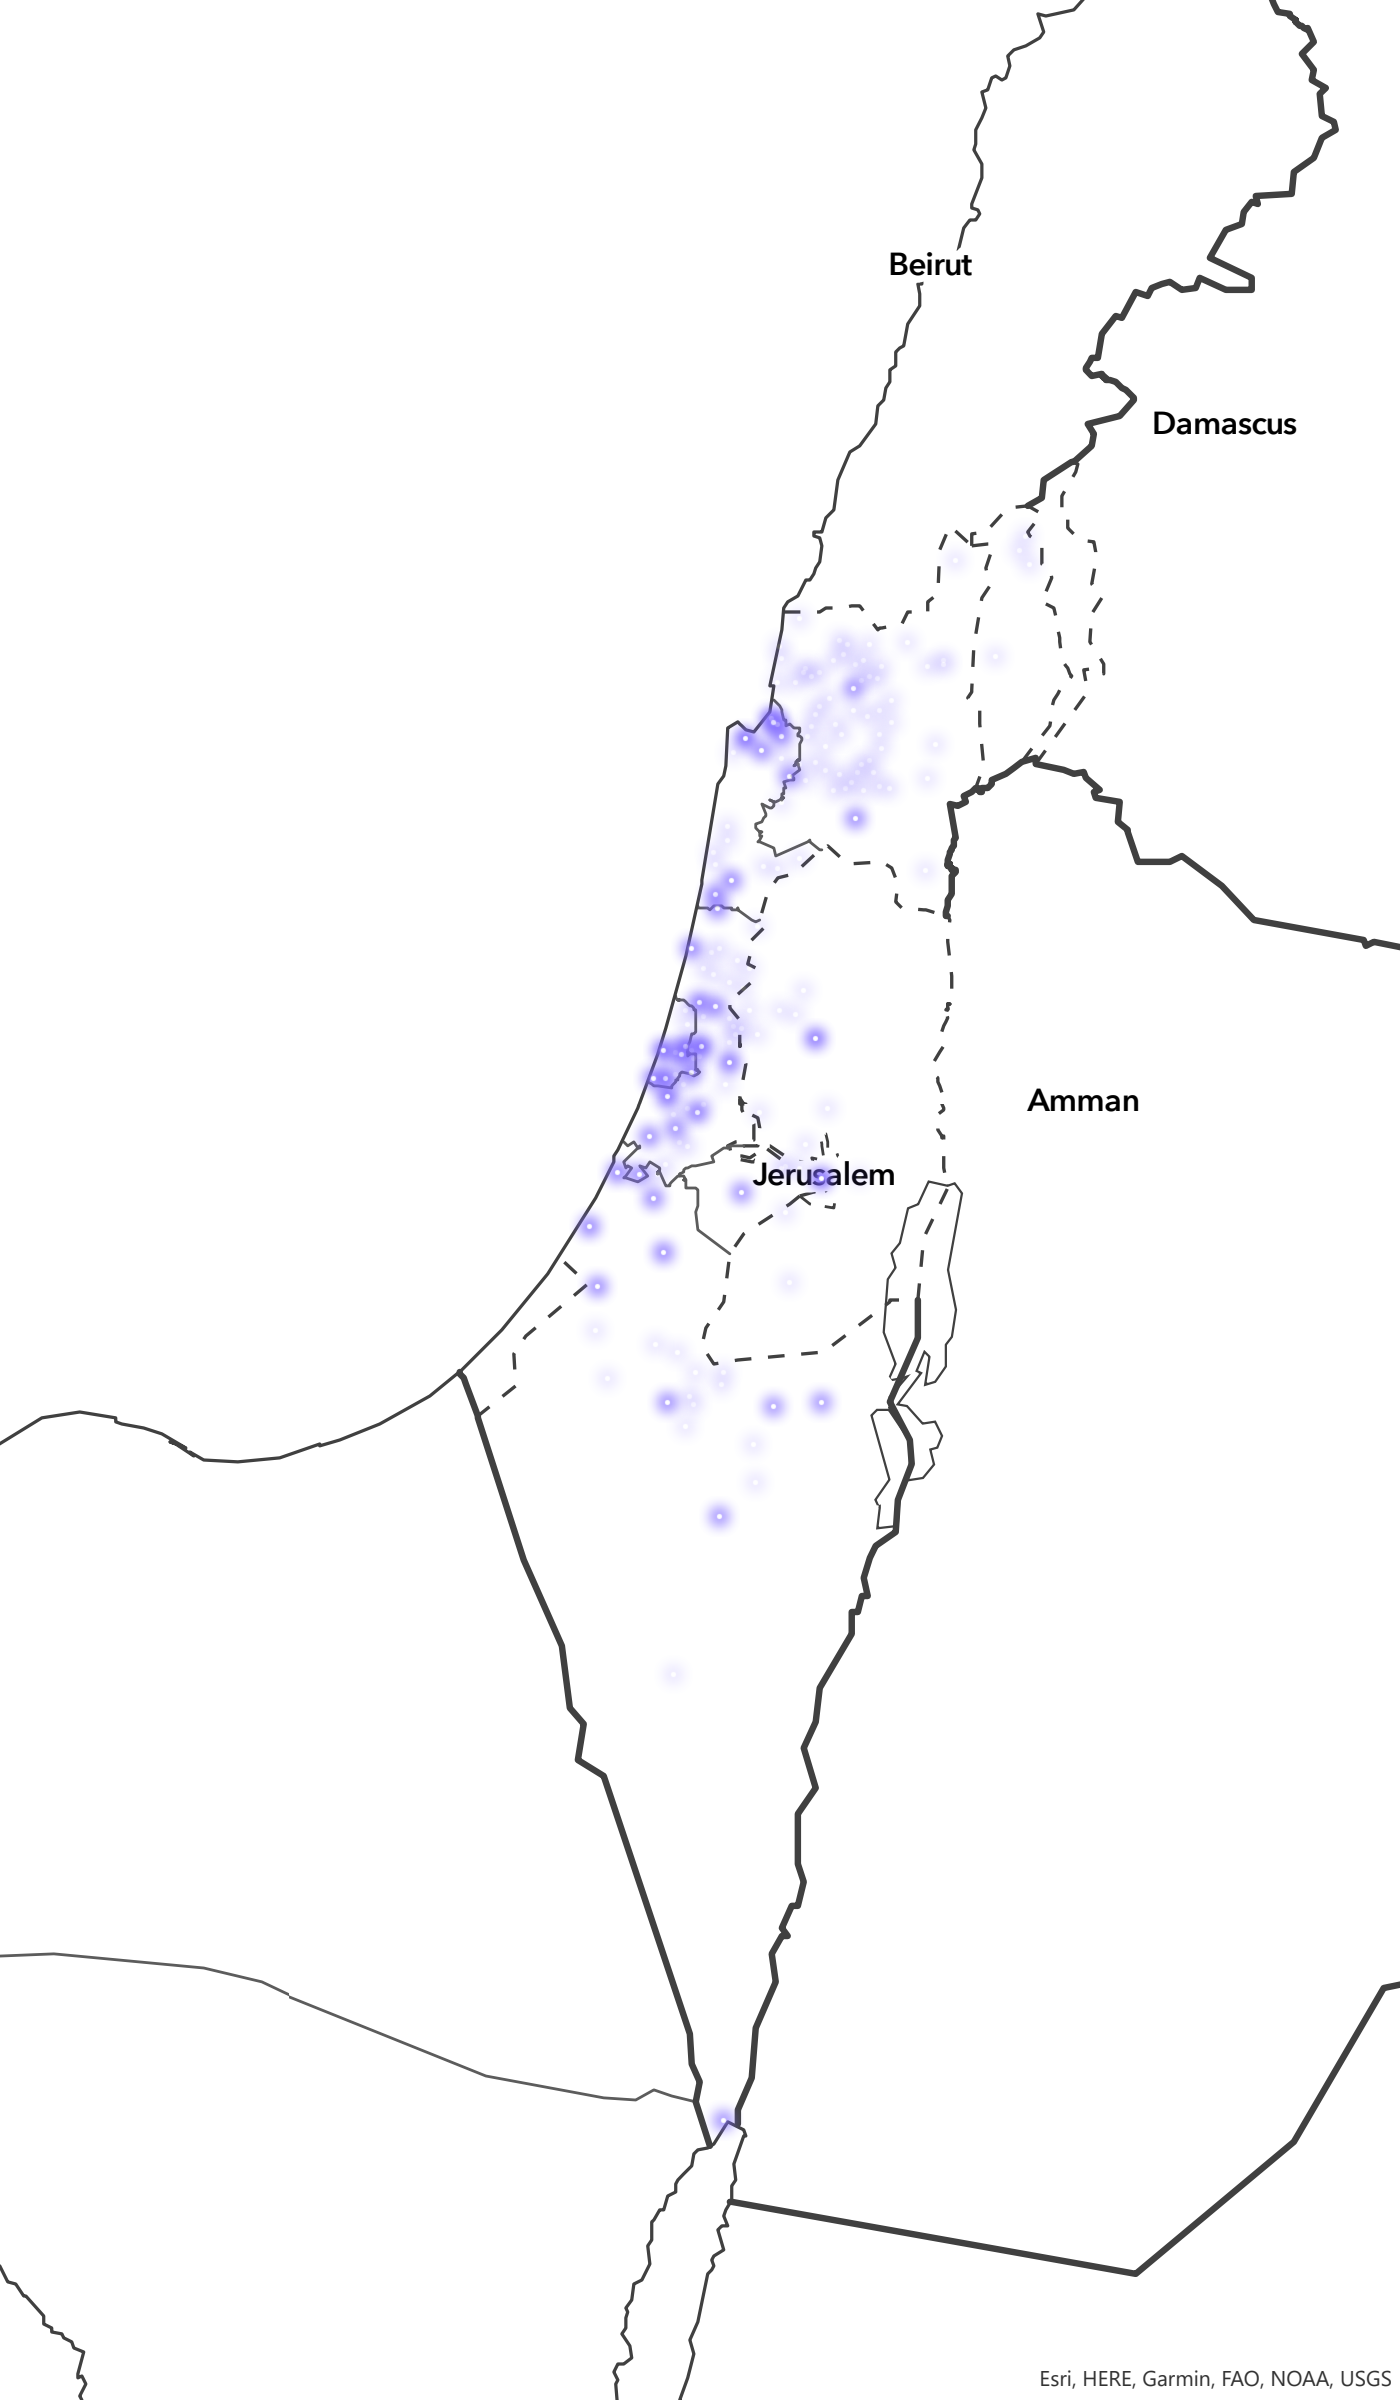 Beirut
Damascus
Amman
Jerusalem
Esri, HERE, Garmin, FAO, NOAA, USGS